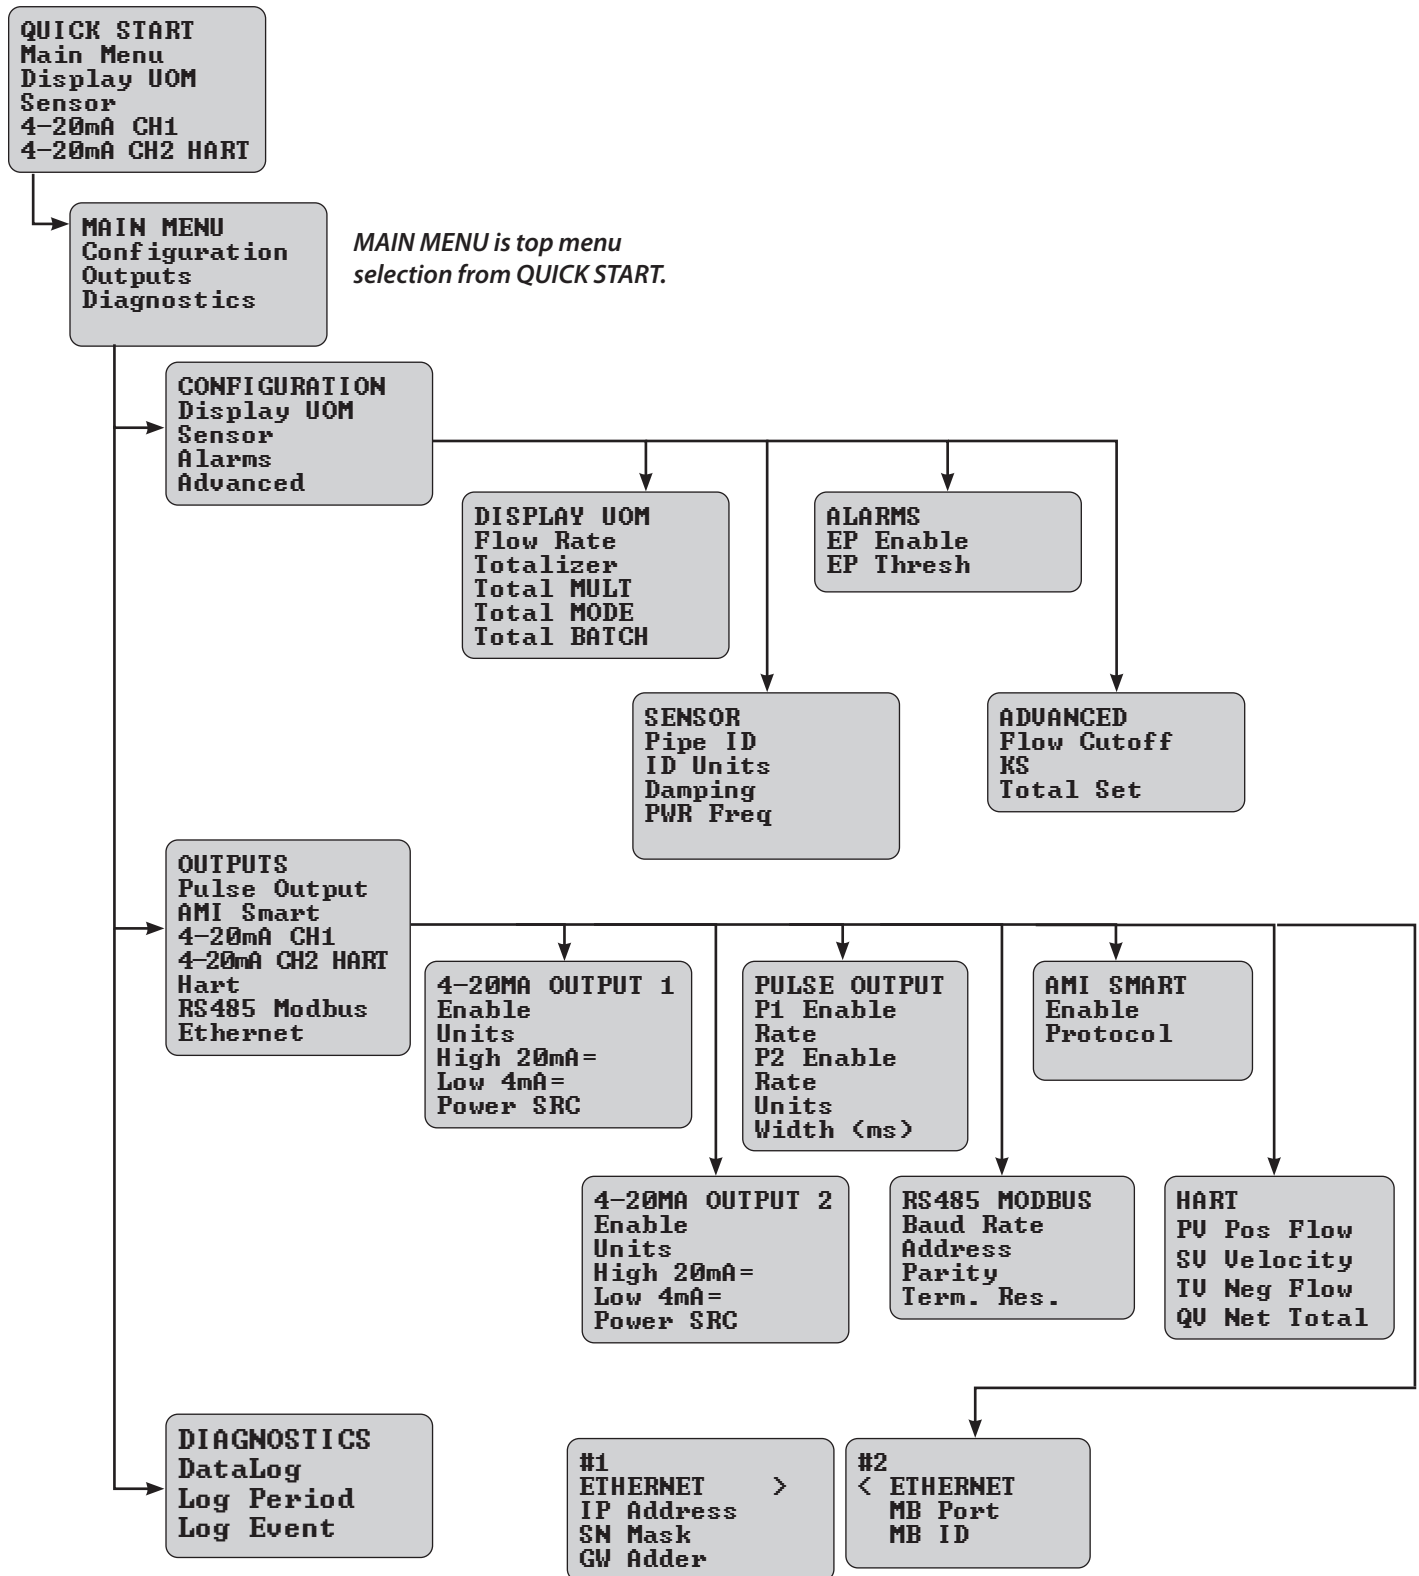 QUICK START
Main Menu
Display UOM
Sensor
4-20mA CH1
4-20mA CH2 HART
MAIN MENU
Configuration
Outputs
Diagnostics
MAIN MENU is top menu
selection from QUICK START.
CONFIGURATION
Display UOM
Sensor
Alarms
Advanced
DISPLAY UOM
Flow Rate
Totalizer
Total MULT
Total MODE
Total BATCH
ALARMS
EP Enable
EP Thresh
SENSOR
Pipe ID
ID Units
Damping
PWR Freq
ADVANCED
Flow Cutoff
KS
Total Set
OUTPUTS
Pulse Output
AMI Smart
4-20mA CH1
4-20mA CH2 HART
Hart
RS485 Modbus
Ethernet
4-20MA OUTPUT 1
Enable
Units
High 20mA=
Low 4mA=
Power SRC
PULSE OUTPUT
P1 Enable
Rate
P2 Enable
Rate
Units
Width (ms)
AMI SMART
Enable
Protocol
4-20MA OUTPUT 2
Enable
Units
High 20mA=
Low 4mA=
Power SRC
RS485 MODBUS
Baud Rate
Address
Parity
Term. Res.
HART
PV Pos Flow
SV Velocity
TV Neg Flow
QV Net Total
DIAGNOSTICS
DataLog
Log Period
Log Event
#1
ETHERNET >
IP Address
SN Mask
GW Adder
#2
< ETHERNET
MB Port
MB ID